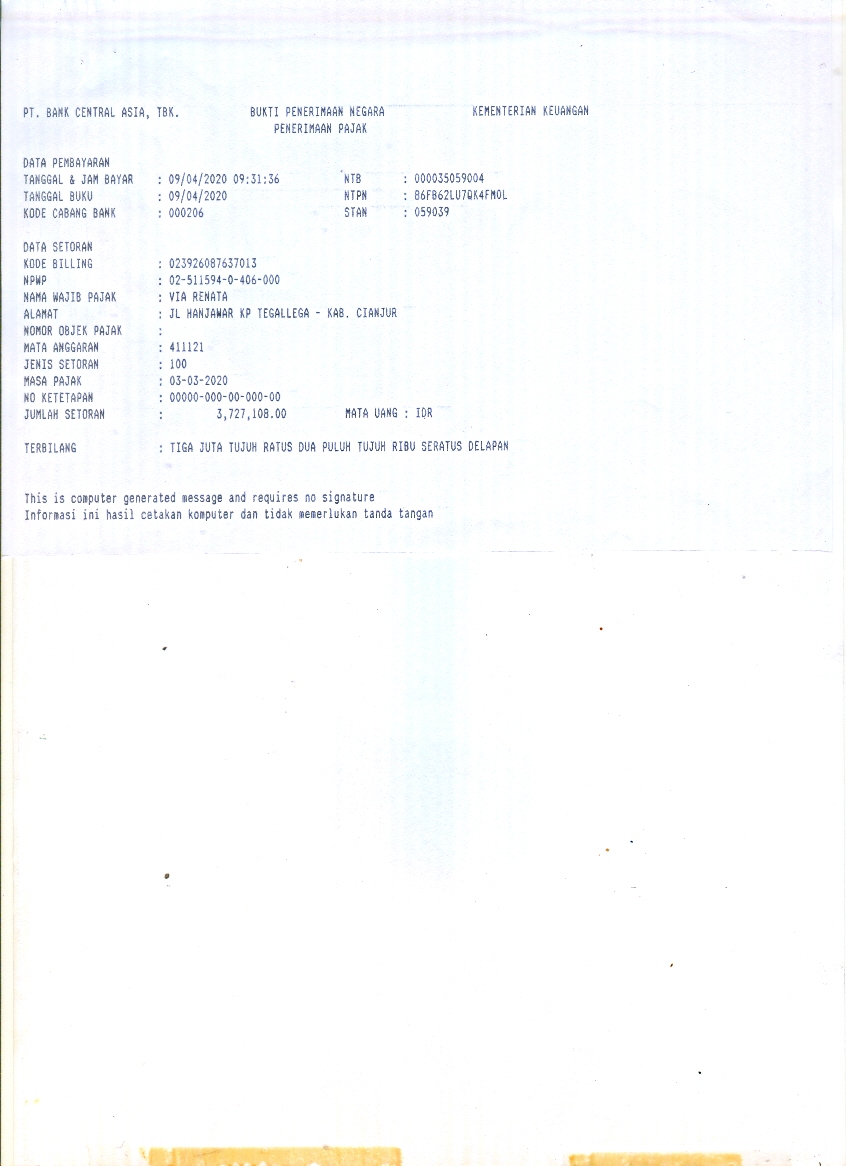 PT. BANK CENTRAL ASIA, TBK. BUKTI PENERIMAAN NEGARA KEMENTERIAN KEUANGAN
PENERIMAAN PAJAK
DATA PEMBAYARAN
TANGGAL & JAM BAYAR : 09/04/2020 09:31:36 NTB : 000035059004
TANGGAL BUKU : 09/04/2020 NTPN : B6FB62LU7QK4FM0L
KODE CABANG BANK : 000206 STAN : 059039
DATA SETORAN
KODE BILLING : 023926087637013
NPWP : 02-511594-0-406-000
NAMA WAJIB PAJAK : VIA RENATA
ALAMAT : JL HANJAWAR KP TEGALLEGA - KAB. CIANJUR
NOMOR OBJEK PAJAK :
MATA ANGGARAN : 411121
JENIS SETORAN : 100
MASA PAJAK : 03-03-2020
NO KETETAPAN : 00000-000-00-000-00
JUMLAH SETORAN : 3,727,108.00 MATA UANG : IDR
TERBILANG : TIGA JUTA TUJUH RATUS DUA PULUH TUJUH RIBU SERATUS DELAPAN
This is computer generated message and requires no signature
Informasi ini hasil cetakan komputer dan tidak memerlukan tanda tangan